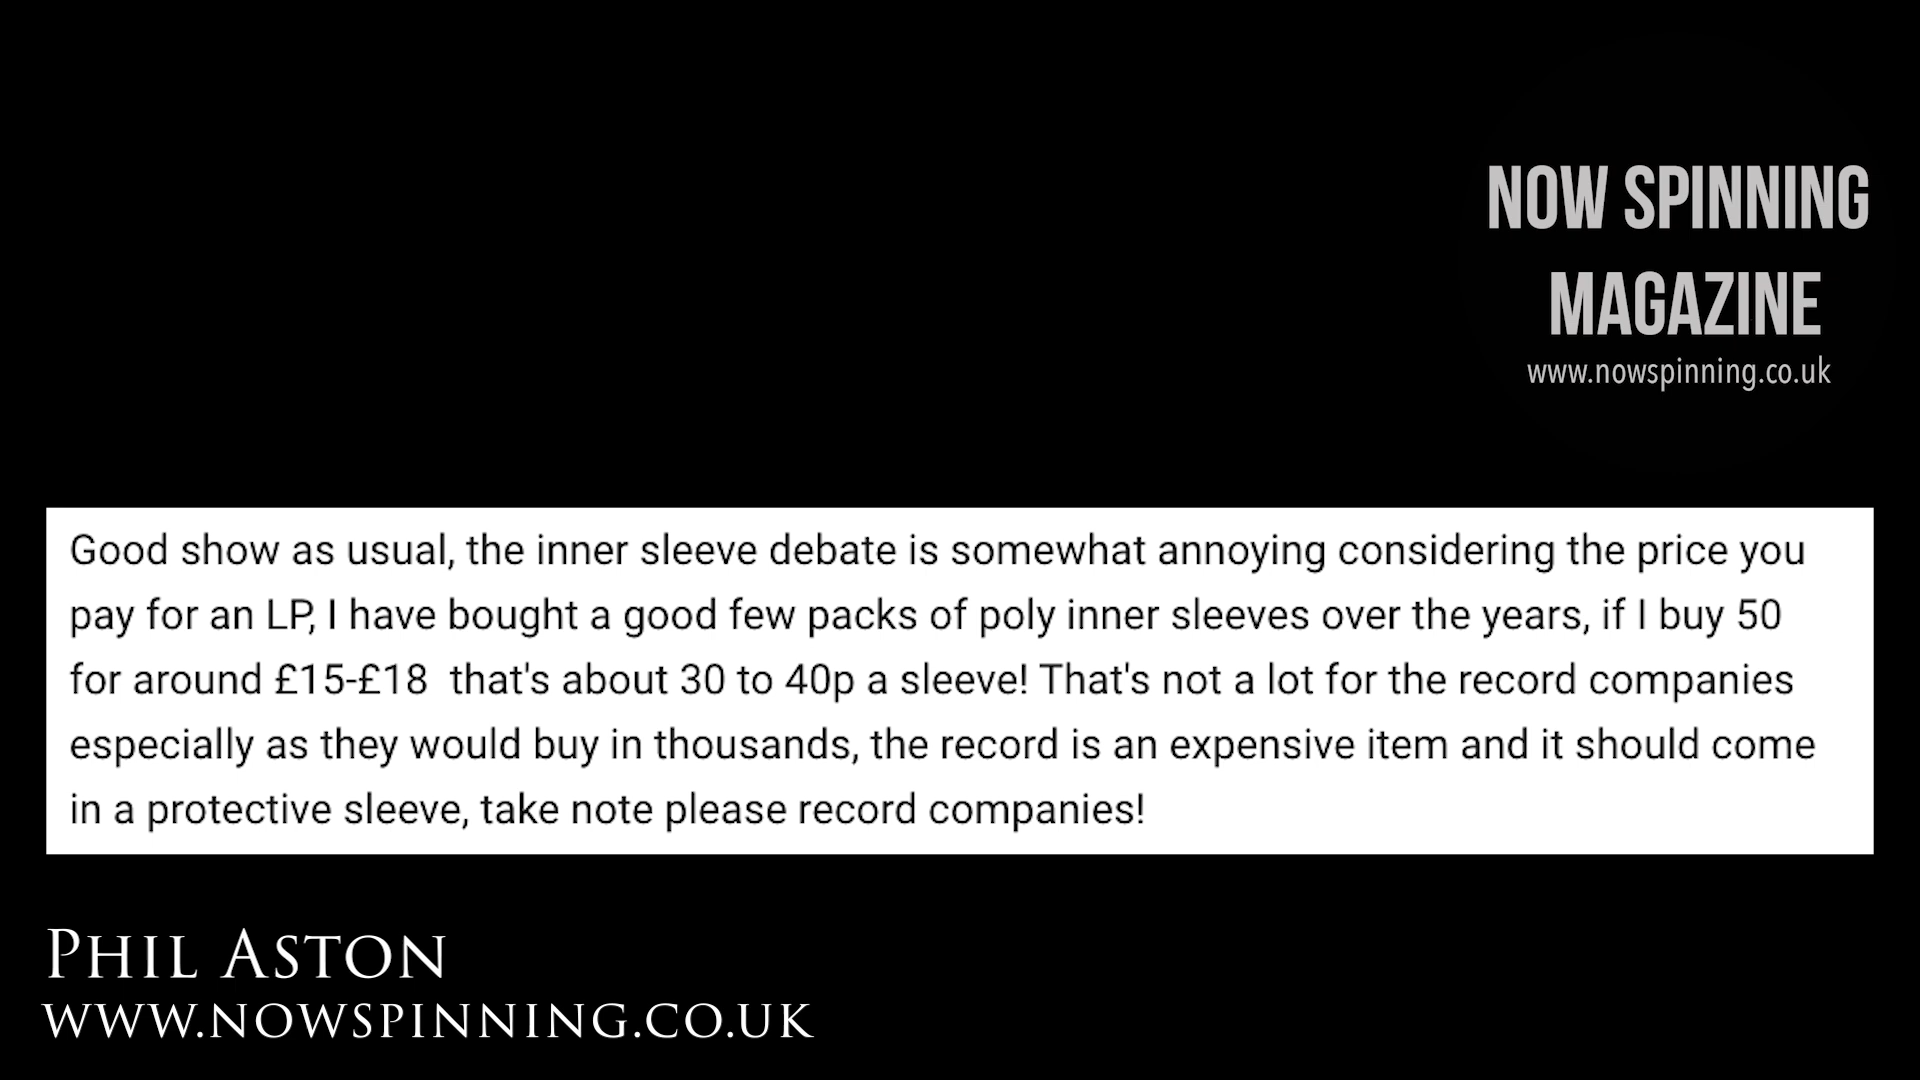 NOW SPINNING
MAGAZINE
www.nowspinning.co.uk
Good show as usual, the inner sleeve debate is somewhat annoying considering the price you
pay for an LP, I have bought a good few packs of poly inner sleeves over the years, if I buy 50
for around £15-£18  that's about 30 to 40p a sleeve! That's not a lot for the record companies
especially as they would buy in thousands, the record is an expensive item and it should come
in a protective sleeve, take note please record companies!
PHIL ASTON
WWW.NOWSPINNING.CO.UK